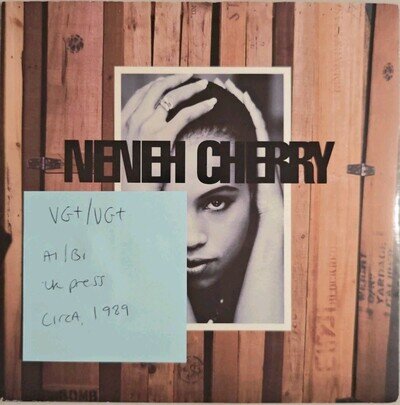 NENEH CHERRY
VG+/VG+
A1/B1
UK press
CIRCA, 1989